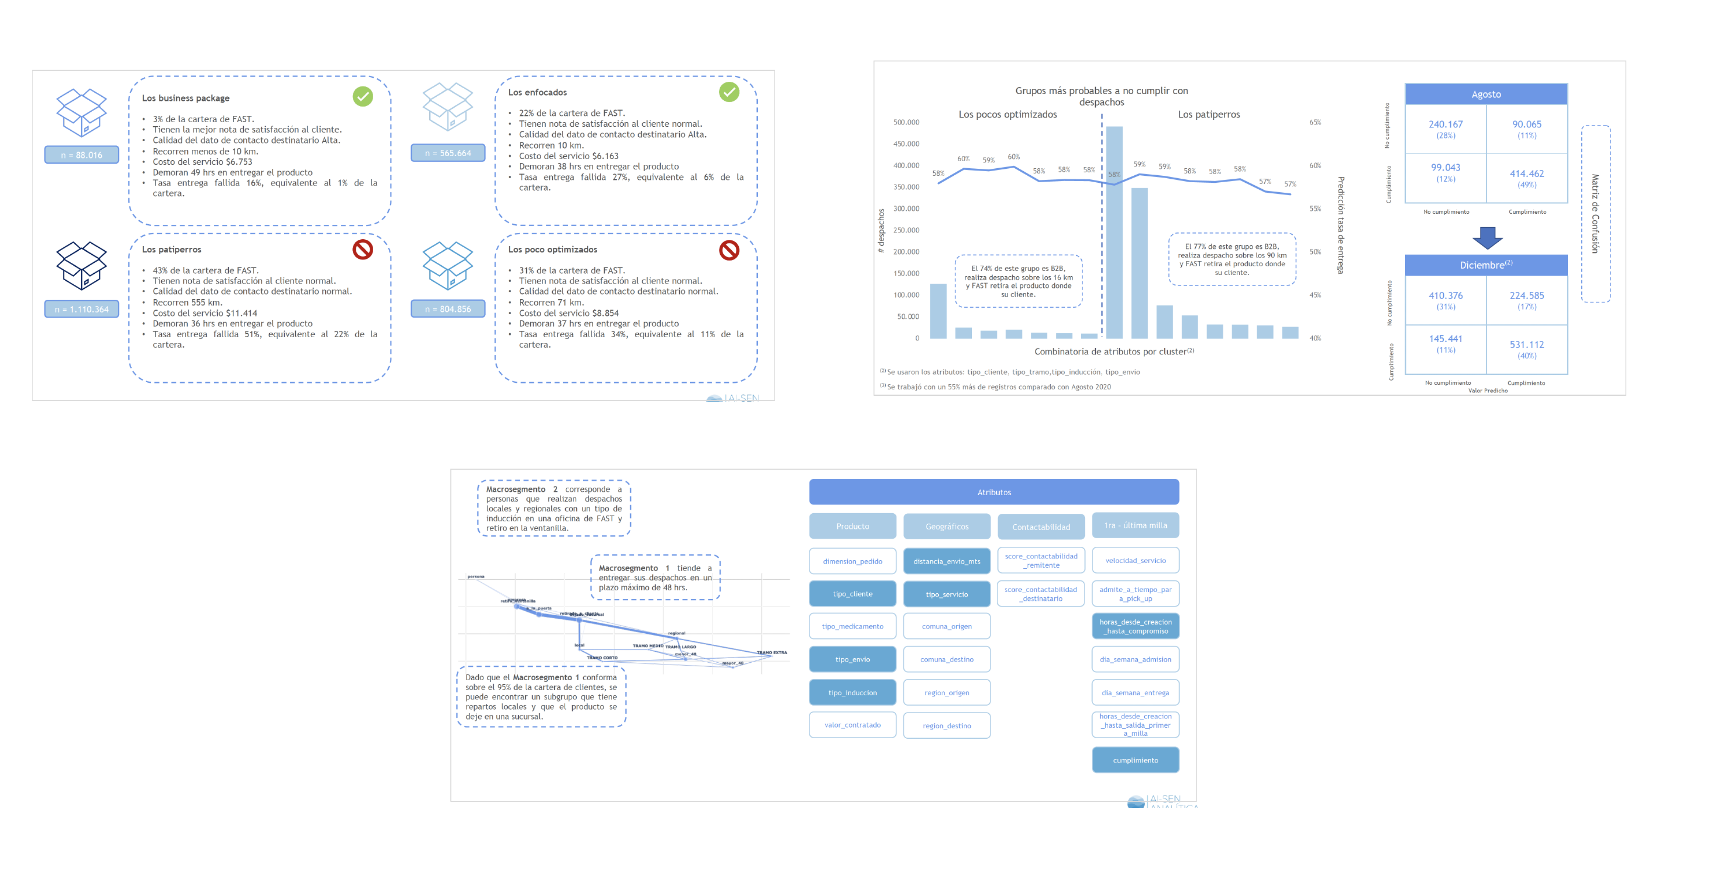 Los business package
• 3% de la cartera de FAST.
• Tienen la mejor nota de satisfacción al cliente.
• Calidad del dato de contacto destinatario Alta.
• Recorren menos de 10 km.
• Costo del servicio $6.753
• Demoran 49 hrs en entregar el producto
• Tasa entrega fallida 16%, equivalente al 1% de la
cartera.
n = 88.016
Los enfocados
• 22% de la cartera de FAST.
• Tienen nota de satisfacción al cliente normal.
• Calidad del dato de contacto destinatario Alta.
• Recorren 10 km.
• Costo del servicio $6.163
• Demoran 38 hrs en entregar el producto
• Tasa entrega fallida 27%, equivalente al 6% de la
cartera.
n = 565.664
Los patiperros
• 43% de la cartera de FAST.
• Tienen nota de satisfacción al cliente normal.
• Calidad del dato de contacto destinatario normal.
• Recorren 555 km.
• Costo del servicio $11.414
• Demoran 36 hrs en entregar el producto
• Tasa entrega fallida 51%, equivalente al 22% de la
cartera.
n = 1.110.364
Los poco optimizados
• 31% de la cartera de FAST.
• Tienen nota de satisfacción al cliente normal.
• Calidad del dato de contacto destinatario normal.
• Recorren 71 km.
• Costo del servicio $8.854
• Demoran 37 hrs en entregar el producto
• Tasa entrega fallida 34%, equivalente al 11% de la
cartera.
n = 804.856
Grupos más probables a no cumplir con
despachos
Los pocos optimizados
Los patiperros
500.000
450.000
400.000
350.000
300.000
250.000
200.000
150.000
100.000
50.000
0
# despachos
58% 60% 59% 60% 58% 58% 58% 58% 59% 59% 58% 58% 58% 57% 57%
65%
60%
55%
50%
45%
40%
Predicción tasa de entrega
El 74% de este grupo es B2B,
realiza despacho sobre los 16 km
y FAST retira el producto donde
su cliente.
El 77% de este grupo es B2B,
realiza despacho sobre los 90 km
y FAST retira el producto donde
su cliente.
Combinatoria de atributos por cluster(2)
Se usaron los atributos: tipo_cliente, tipo_tramo,tipo_inducción, tipo_envio
Se trabajó con un 55% más de registros comparado con Agosto 2020
Agosto
No cumplimiento
240.167
(28%)
90.065
(11%)
Cumplimiento
99.043
(12%)
414.462
(49%)
No cumplimiento
Cumplimiento
Diciembre(2)
No cumplimiento
410.376
(31%)
224.585
(17%)
Cumplimiento
145.441
(11%)
531.112
(40%)
No cumplimiento
Cumplimiento
Valor Predicho
Matriz de Confusión
Macrosegmento 2 corresponde a
personas que realizan despachos
locales y regionales con un tipo de
inducción en una oficina de FAST y
retiro en la ventanilla.
Macrosegmento 1 tiende a
entregar sus despachos en un
plazo máximo de 48 hrs.
persona
regional
local
TRAMO MEDIO
TRAMO LARGO
TRAMO CORTO
TRAMO EXTRA
Dado que el Macrosegmento 1 conforma
sobre el 95% de la cartera de clientes, se
puede encontrar un subgrupo que tiene
repartos locales y que el producto se
deje en una sucursal.
Atributos
Producto
dimension_pedido
tipo_cliente
tipo_medicamento
tipo_envio
tipo_induccion
valor_contratado
Geográficos
distancia_envio_mts
tipo_servicio
comuna_origen
comuna_destino
region_origen
region_destino
Contactabilidad
score_contactabilidad
_remitente
score_contactabilidad
_destinatario
1ra - última milla
velocidad_servicio
admite_a_tiempo_par
a_pick_up
horas_desde_creacion
_hasta_compromiso
dia_semana_admision
dia_semana_entrega
horas_desde_creacion
_hasta_salida_primer
a_milla
cumplimiento